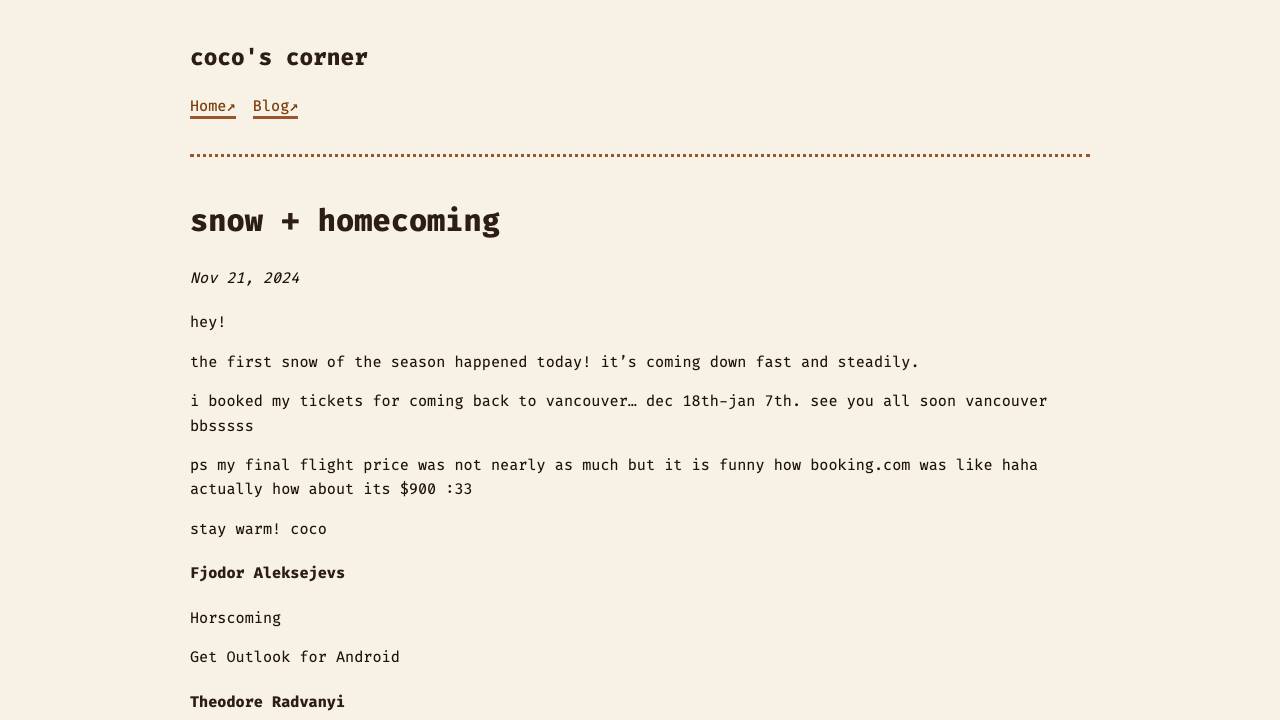 coco's corner
Home↗ Blog↗
snow + homecoming
Nov 21, 2024
hey!
the first snow of the season happened today! it’s coming down fast and steadily.
i booked my tickets for coming back to vancouver… dec 18th-jan 7th. see you all soon vancouver
bbsssss
ps my final flight price was not nearly as much but it is funny how booking.com was like haha
actually how about its $900 :33
stay warm! coco
Fjodor Aleksejevs
Horscoming
Get Outlook for Android
Theodore Radvanyi